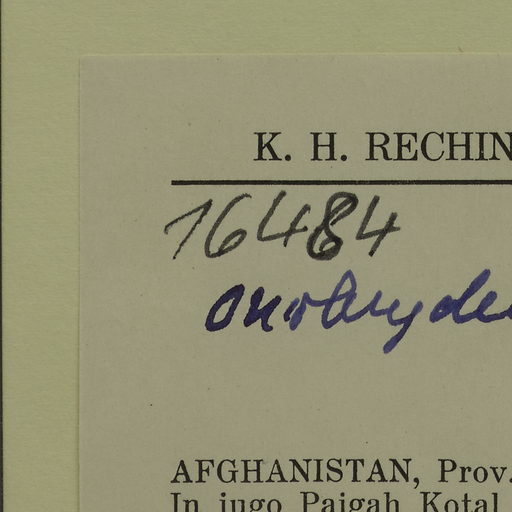 K. H. RECHIN
16484
AFGHANISTAN, Prov.
In jugo Paigah Kotal